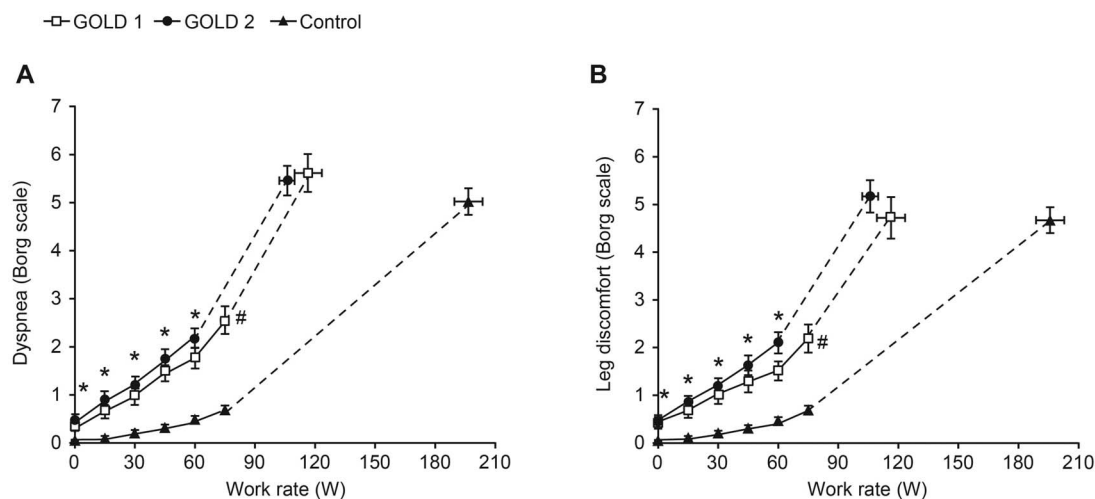 GOLD 1 GOLD 2 Control
A
Dyspnea (Borg scale)
7
6
5
4
3
2
1
0
* * * * * #
0 30 60 90 120 150 180 210
Work rate (W)
B
Leg discomfort (Borg scale)
7
6
5
4
3
2
1
0
* * * * * #
0 30 60 90 120 150 180 210
Work rate (W)